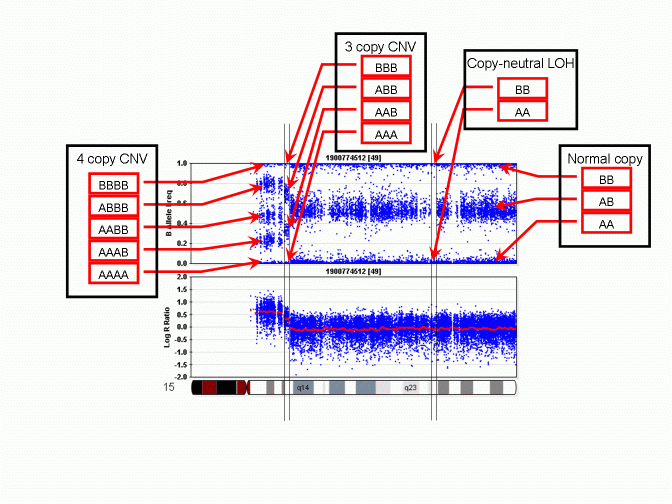 3 copy CNV
BBB
ABB
AAB
AAA
Copy-neutral LOH
BB
AA
4 copy CNV
BBBB
ABBB
AABB
AAAB
AAAA
Normal copy
BB
AB
AA
1900774512 [49]
B Allele Freq
1.0
0.8
0.6
0.4
0.2
0.0
1900774512 [49]
Log R Ratio
2.0
1.5
1.0
0.5
0.0
-0.5
-1.0
-1.5
-2.0
15
q14
q23